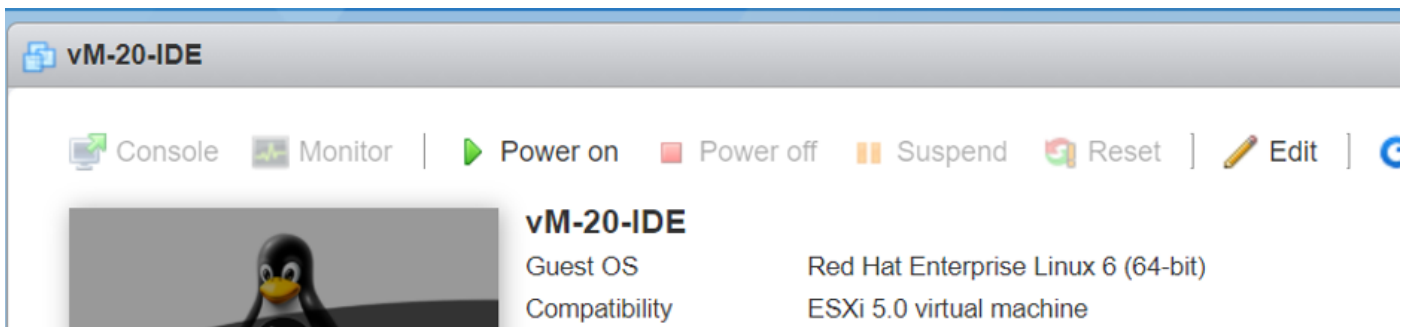 vM-20-IDE
Console Monitor Power on Power off Suspend Reset Edit
vM-20-IDE
Guest OS Red Hat Enterprise Linux 6 (64-bit)
Compatibility ESXi 5.0 virtual machine